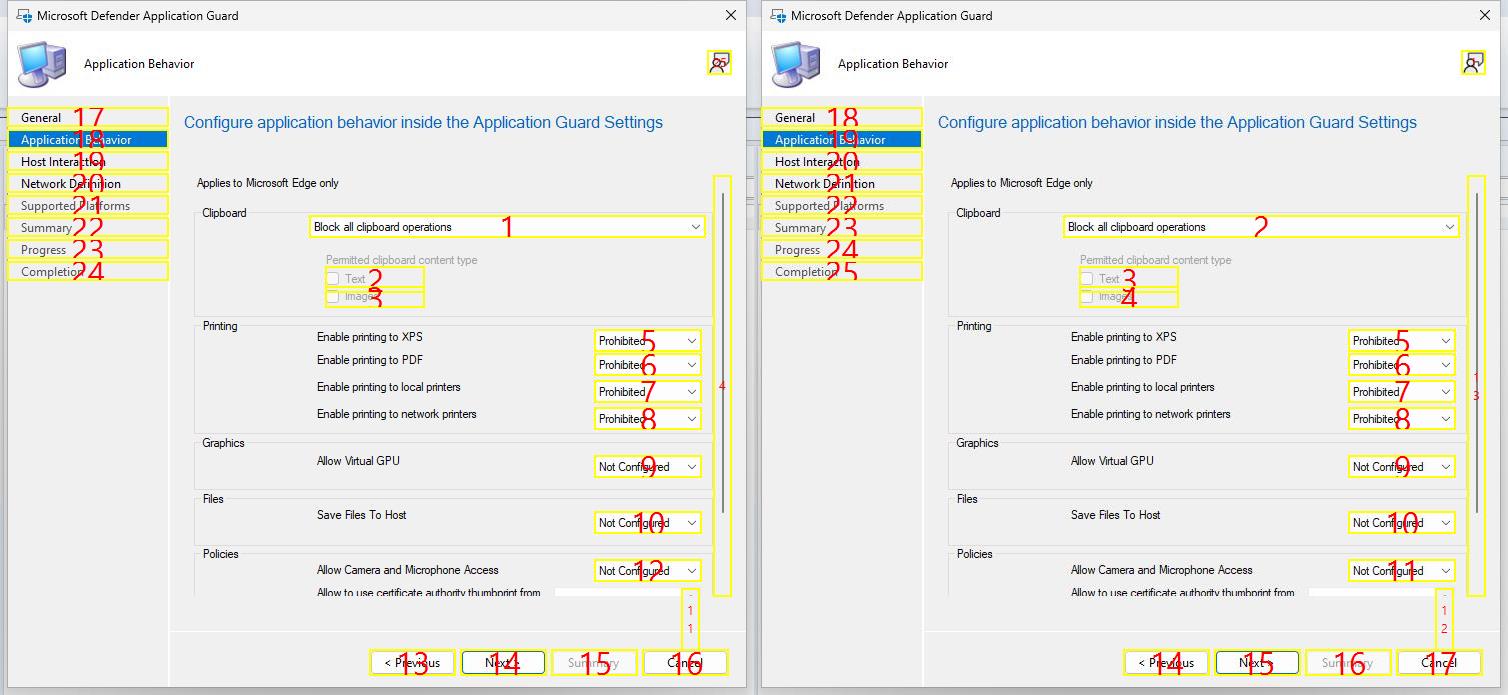 Microsoft Defender Application Guard
Application Behavior
General 17
Application Behavior 18
Host Interaction 19
Network Definition 20
Supported Platforms 21
Summary 22
Progress 23
Completion 24
Configure application behavior inside the Application Guard Settings
Applies to Microsoft Edge only
Clipboard
Block all clipboard operations 1
Permitted clipboard content type
Text 2
Images 3
Printing
Enable printing to XPS Prohibited 5
Enable printing to PDF Prohibited 6
4
Enable printing to local printers Prohibited 7
Enable printing to network printers Prohibited 8
Graphics
Allow Virtual GPU Not Configured 9
Files
Save Files To Host Not Configured 10
Policies
Allow Camera and Microphone Access Not Configured 12
Allow to use certificate authority thumbprint from
11
< Previous 13
Next > 14
Summary 15
Cancel 16
Microsoft Defender Application Guard
Application Behavior
General 18
Application Behavior 19
Host Interaction 20
Network Definition 21
Supported Platforms 22
Summary 23
Progress 24
Completion 25
Configure application behavior inside the Application Guard Settings
Applies to Microsoft Edge only
Clipboard
Block all clipboard operations 2
Permitted clipboard content type
Text 3
Images 4
Printing
Enable printing to XPS Prohibited 5
Enable printing to PDF Prohibited 6
13
Enable printing to local printers Prohibited 7
Enable printing to network printers Prohibited 8
Graphics
Allow Virtual GPU Not Configured 9
Files
Save Files To Host Not Configured 10
Policies
Allow Camera and Microphone Access Not Configured 11
Allow to use certificate authority thumbprint from
12
< Previous 14
Next > 15
Summary 16
Cancel 17